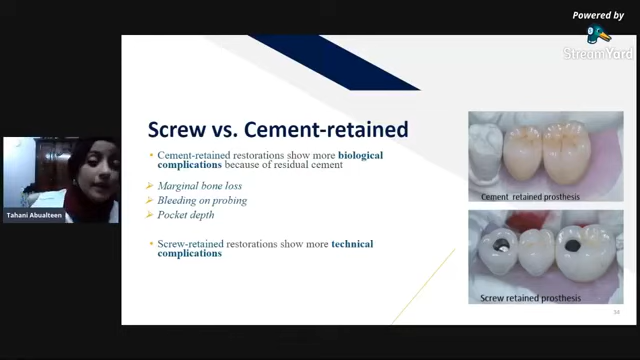 Powered by
StreamYard
Screw vs. Cement-retained
• Cement-retained restorations show more biological
complications because of residual cement
➢ Marginal bone loss
➢ Bleeding on probing
➢ Pocket depth
• Screw-retained restorations show more technical
complications
Cement retained prosthesis
Screw retained prosthesis
Tahani Abualteen